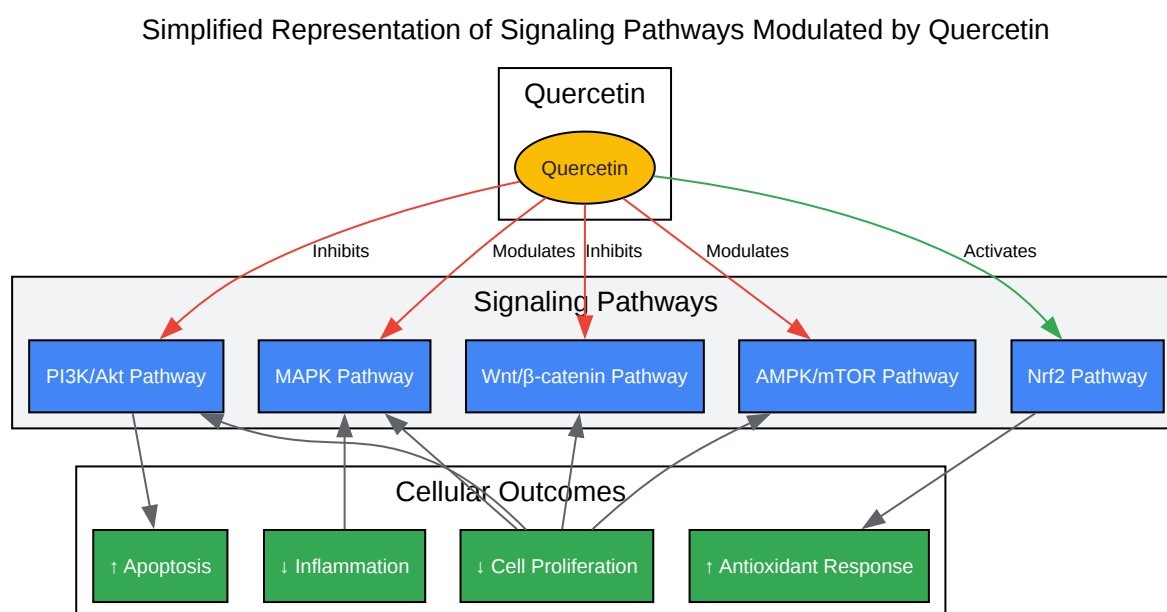 Simplified Representation of Signaling Pathways Modulated by Quercetin
Quercetin
Quercetin
Inhibits
Modulates
Inhibits
Modulates
Activates
Signaling Pathways
PI3K/Akt Pathway
MAPK Pathway
Wnt/β-catenin Pathway
AMPK/mTOR Pathway
Nrf2 Pathway
Cellular Outcomes
↑ Apoptosis
↓ Inflammation
↓ Cell Proliferation
↑ Antioxidant Response